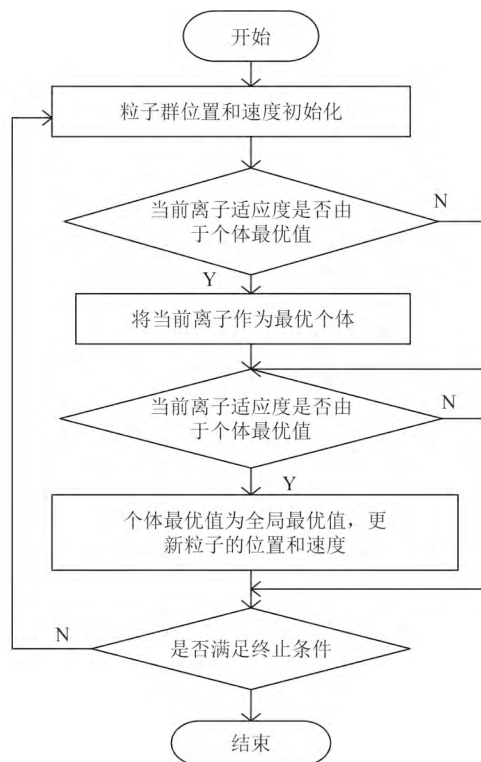 开始
粒子群位置和速度初始化
当前离子适应度是否由
于个体最优值
N
Y
将当前离子作为最优个体
当前离子适应度是否由
于个体最优值
N
Y
个体最优值为全局最优值，更
新粒子的位置和速度
N
是否满足终止条件
结束